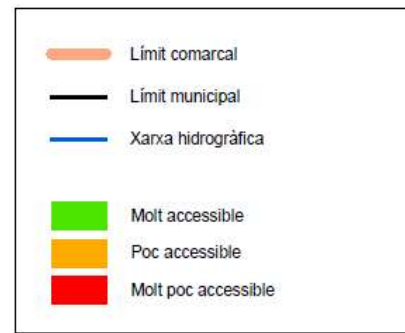 Límit comarcal
Límit municipal
Xarxa hidrogràfica
Molt accessible
Poc accessible
Molt poc accessible